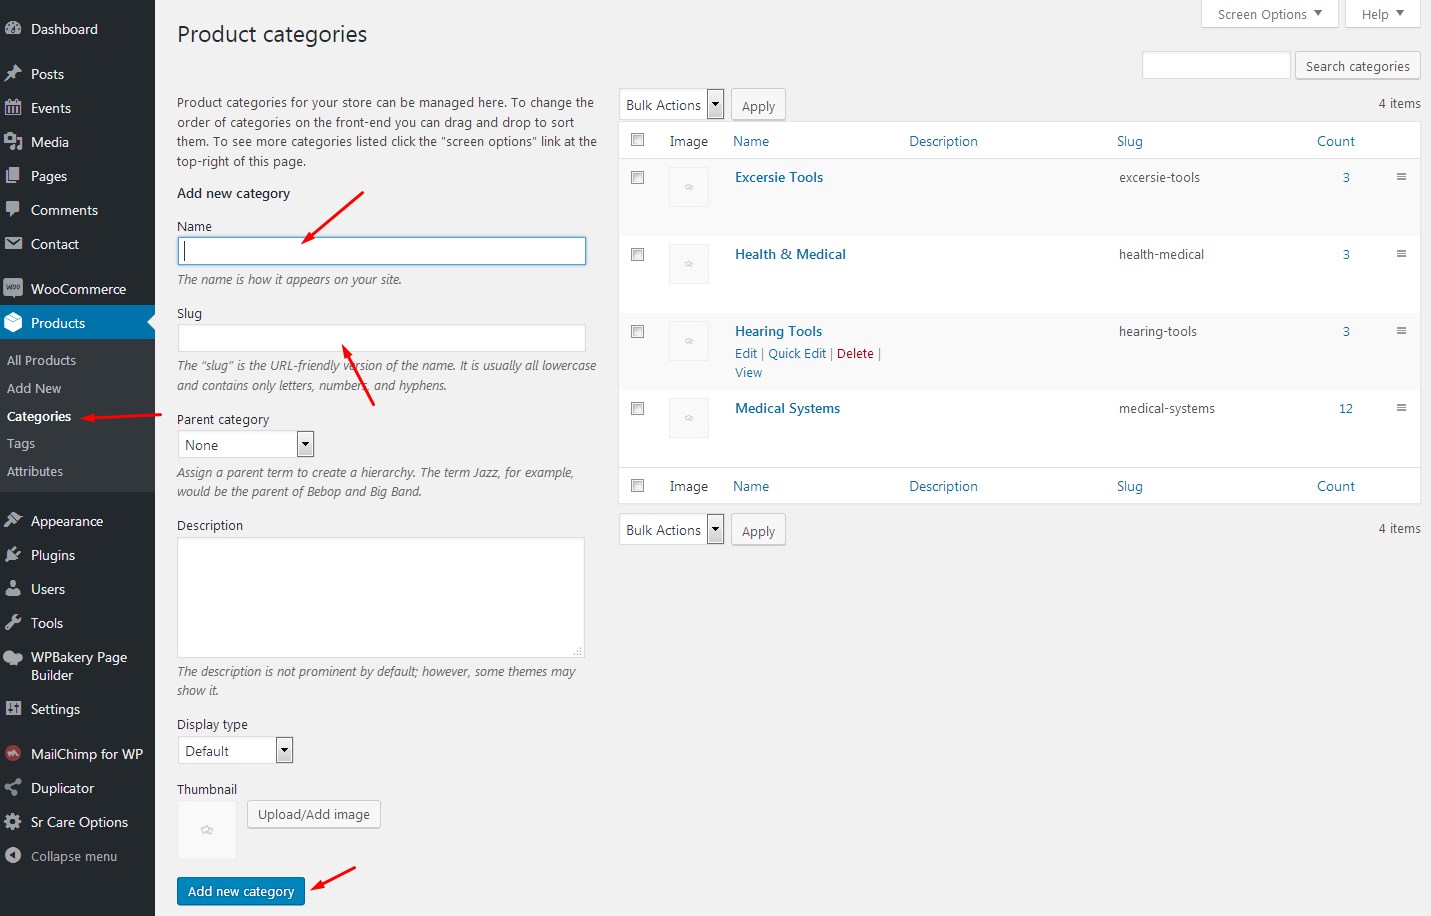 Dashboard
Posts
Events
Media
Pages
Comments
Contact
WOO WooCommerce
Products
All Products
Add New
Categories
Tags
Attributes
Appearance
Plugins
Users
Tools
WPBakery Page
Builder
Settings
MailChimp for WP
Duplicator
Sr Care Options
Collapse menu
Screen Options
Help
Product categories
Search categories
Product categories for your store can be managed here. To change the
order of categories on the front-end you can drag and drop to sort
them. To see more categories listed click the "screen options" link at the
top-right of this page.
Add new category
Name
The name is how it appears on your site.
Slug
The "slug" is the URL-friendly version of the name. It is usually all lowercase
and contains only letters, numbers, and hyphens.
Parent category
None
Assign a parent term to create a hierarchy. The term Jazz, for example,
would be the parent of Bebop and Big Band.
Description
The description is not prominent by default; however, some themes may
show it.
Display type
Default
Thumbnail
Upload/Add image
Add new category
Bulk Actions Apply 4 items
Image Name Description Slug Count
Excersie Tools excersie-tools 3
Health & Medical health-medical 3
Hearing Tools hearing-tools 3
Edit | Quick Edit | Delete |
View
Medical Systems medical-systems 12
Image Name Description Slug Count
Bulk Actions Apply 4 items